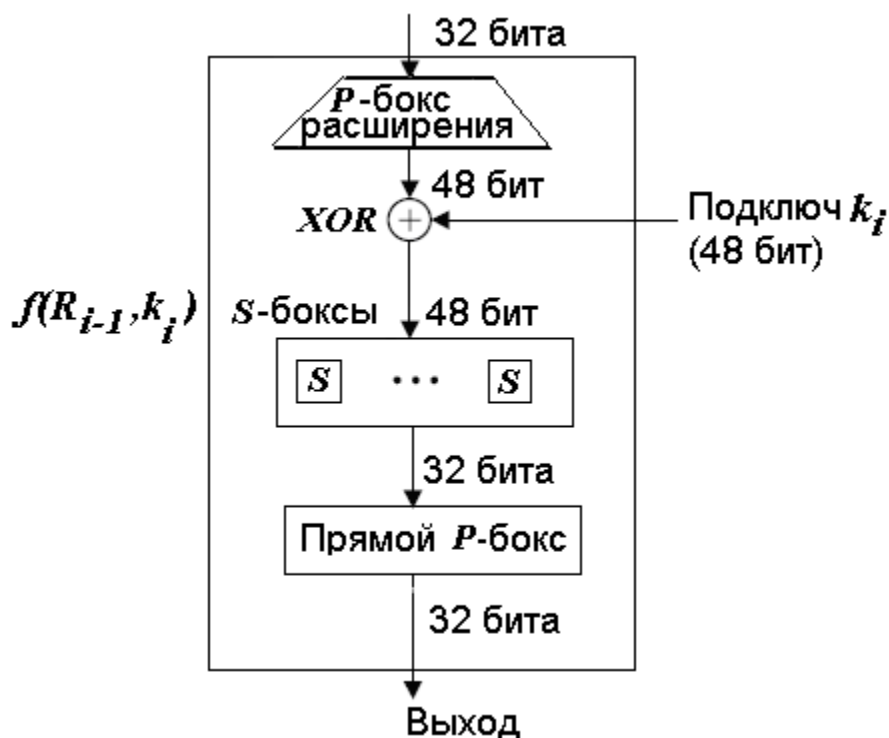 32 бита
P-бокс
расширения
48 бит
XOR
Подключ k_i
(48 бит)
f(R_{i-1},k_i)
S-боксы
48 бит
S ... S
32 бита
Прямой P-бокс
32 бита
Выход